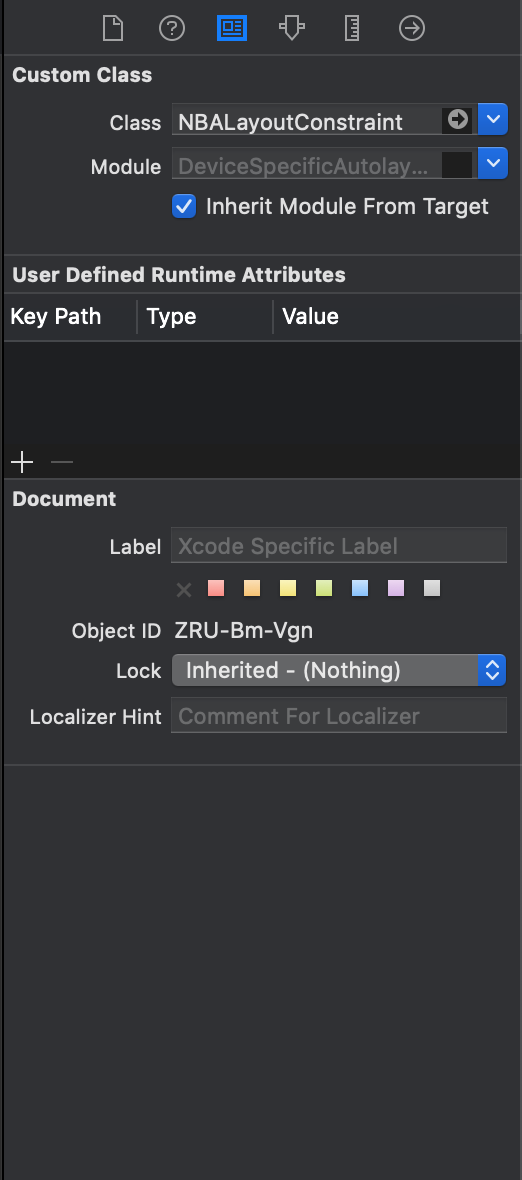 Custom Class
Class NBALayoutConstraint
Module DeviceSpecificAutolay...
Inherit Module From Target
User Defined Runtime Attributes
Key Path Type Value
Document
Label Xcode Specific Label
Object ID ZRU-Bm-Vgn
Lock Inherited - (Nothing)
Localizer Hint Comment For Localizer